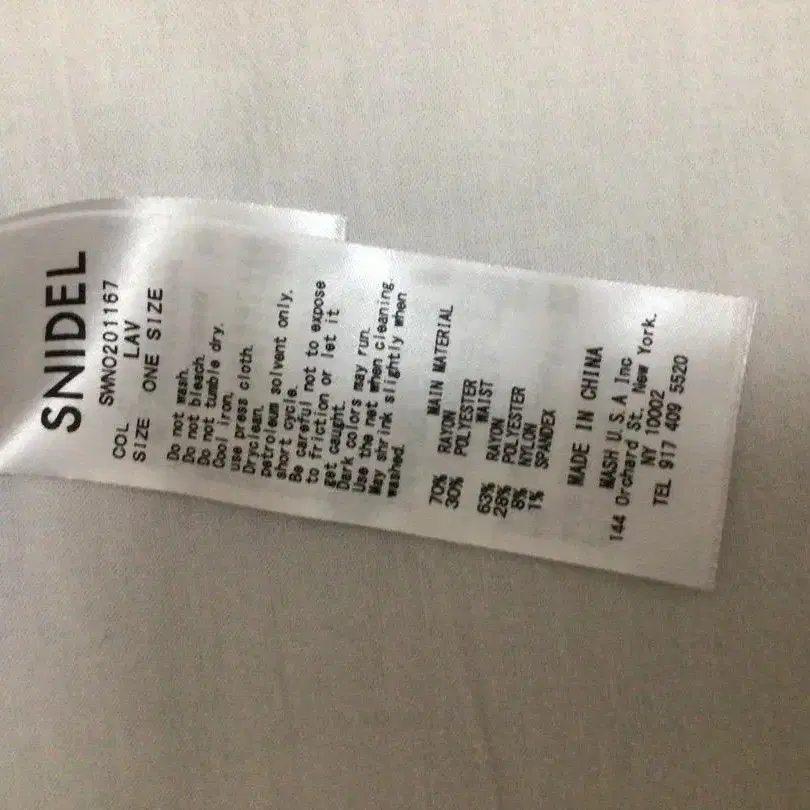 SNIDEL
SWNO201167
COL LAV
SIZE ONE SIZE
Do not wash.
Do not bleach.
Do not tumble dry.
Cool iron.
use press cloth.
Dryclean.
Petroleum solvent only.
short cycle.
Be careful not to expose
to friction or let it
get caught.
Dark colors may run.
Use the net when cleaning.
May shrink slightly when
washed.
MAIN MATERIAL
70% RAYON
30% POLYESTER
WAIST
63% RAYON
28% POLYESTER
8% NYLON
1% SPANDEX
MADE IN CHINA
MASH U.S.A Inc
144 Orchard St. New York.
NY 10002
TEL 917 409 5520